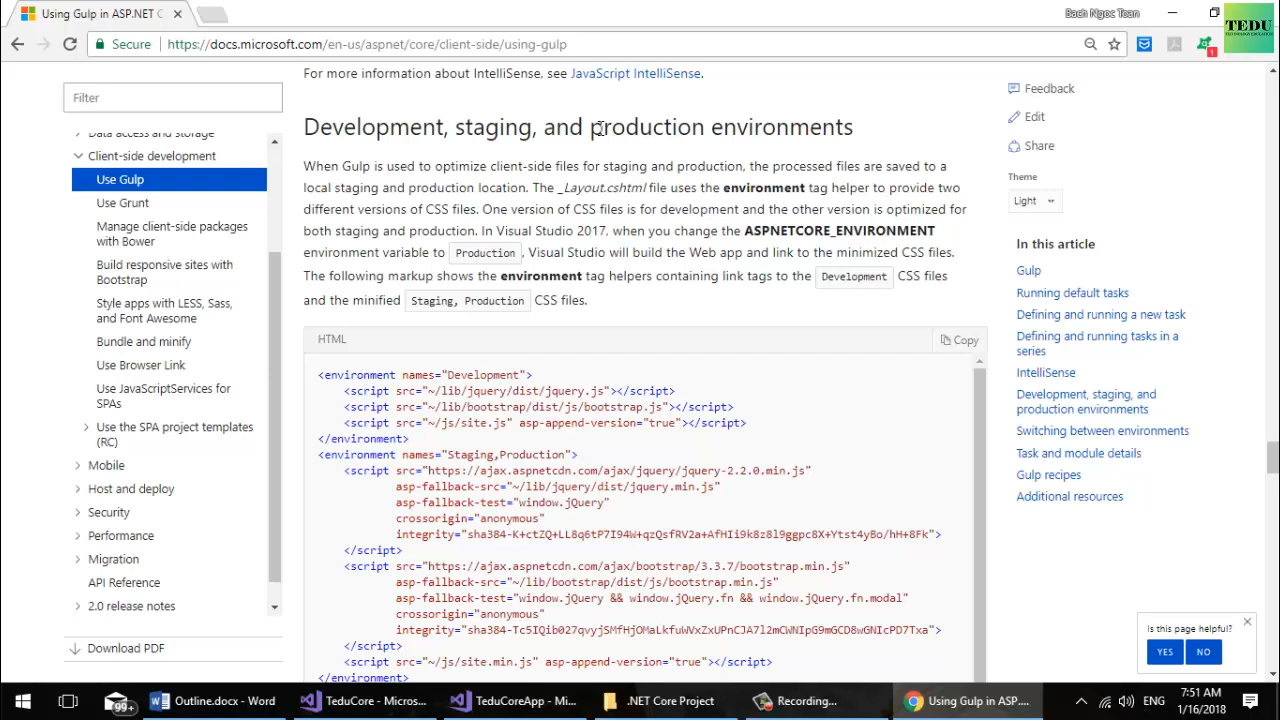 Using Gulp in ASP.NET C
Bach Ngoc Toan
TEDU
Secure
https://docs.microsoft.com/en-us/aspnet/core/client-side/using-gulp
1
Filter
Data access and storage
Client-side development
Use Gulp
Use Grunt
Manage client-side packages
with Bower
Build responsive sites with
Bootstrap
Style apps with LESS, Sass,
and Font Awesome
Bundle and minify
Use Browser Link
Use JavaScriptServices for
SPAs
Use the SPA project templates
(RC)
Mobile
Host and deploy
Security
Performance
Migration
API Reference
2.0 release notes
Download PDF
For more information about IntelliSense, see JavaScript IntelliSense.
Development, staging, and production environments
When Gulp is used to optimize client-side files for staging and production, the processed files are saved to a
local staging and production location. The _Layout.cshtml file uses the environment tag helper to provide two
different versions of CSS files. One version of CSS files is for development and the other version is optimized for
both staging and production. In Visual Studio 2017, when you change the ASPNETCORE_ENVIRONMENT
environment variable to Production, Visual Studio will build the Web app and link to the minimized CSS files.
The following markup shows the environment tag helpers containing link tags to the Development CSS files
and the minified Staging, Production CSS files.
HTML
Copy
<environment names="Development">
<script src="~/lib/jquery/dist/jquery.js"></script>
<script src="~/lib/bootstrap/dist/js/bootstrap.js"></script>
<script src="~/js/site.js" asp-append-version="true"></script>
</environment>
<environment names="Staging,Production">
<script src="https://ajax.aspnetcdn.com/ajax/jquery/jquery-2.2.0.min.js"
asp-fallback-src="~/lib/jquery/dist/jquery.min.js"
asp-fallback-test="window.jQuery"
crossorigin="anonymous"
integrity="sha384-K+ctZQ+LL8q6tP7I94W+qzQsfRV2a+AfHIi9k8z8l9ggpc8X+Ytst4yBo/hH+8Fk">
</script>
<script src="https://ajax.aspnetcdn.com/ajax/bootstrap/3.3.7/bootstrap.min.js"
asp-fallback-src="~/lib/bootstrap/dist/js/bootstrap.min.js"
asp-fallback-test="window.jQuery && window.jQuery.fn && window.jQuery.fn.modal"
crossorigin="anonymous"
integrity="sha384-Tc5IQib027qvyjSMfHjOMaLkfuWVxZxUPnCJA7l2mCWNIpG9mGCD8wGNIcPD7Txa">
</script>
<script src="~/js/site.min.js" asp-append-version="true"></script>
</environment>
Feedback
Edit
Share
Theme
Light
In this article
Gulp
Running default tasks
Defining and running a new task
Defining and running tasks in a
series
IntelliSense
Development, staging, and
production environments
Switching between environments
Task and module details
Gulp recipes
Additional resources
Is this page helpful?
YES
NO
99+
Outline.docx - Word
TeduCore - Micros...
TeduCoreApp - Mi...
.NET Core Project
Recording...
Using Gulp in ASP....
ENG
7:51 AM
1/16/2018